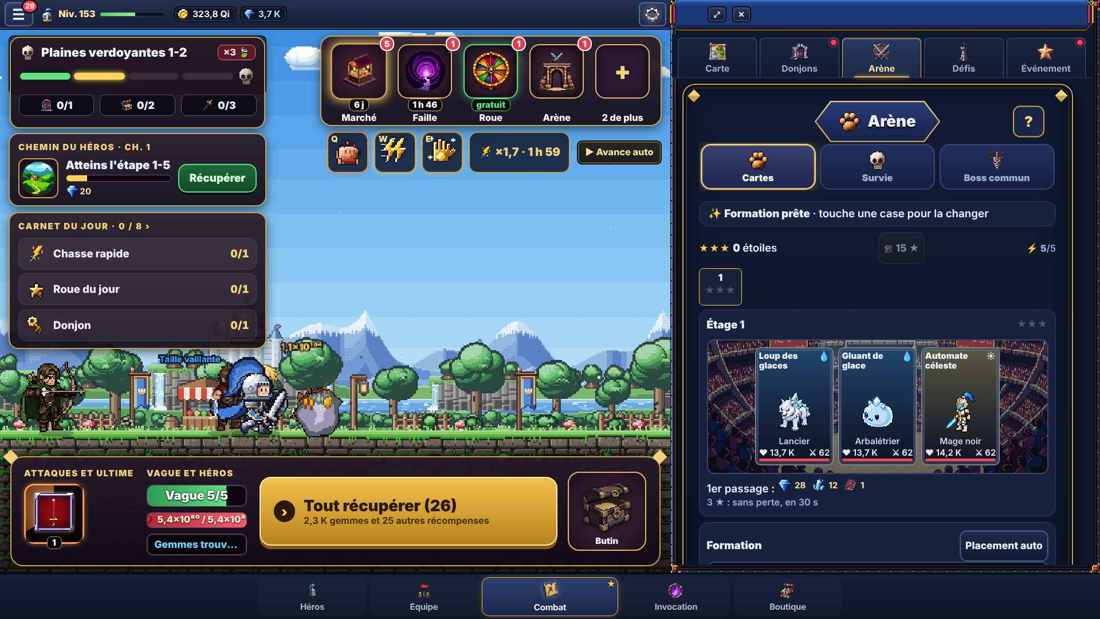 28
Niv. 153
323,8 Qi
3,7 K
Plaines verdoyantes 1-2
×3
0/1
0/2
0/3
CHEMIN DU HÉROS · CH. 1
Atteins l'étape 1-5
20
Récupérer
CARNET DU JOUR · 0 / 8 ›
Chasse rapide
0/1
Roue du jour
0/1
Donjon
0/1
5
6 j
Marché
1
1 h 46
Faille
1
gratuit
Roue
1
Arène
+
2 de plus
Q
W
E
×1,7 · 1 h 59
Avance auto
Taille vaillante
ATTAQUES ET ULTIME
1
VAGUE ET HÉROS
Vague 5/5
Gemmes trouv...
Tout récupérer (26)
2,3 K gemmes et 25 autres récompenses
Butin
Héros
Équipe
Combat
Invocation
Boutique
Carte
Donjons
Arène
Défis
Événement
Arène
?
Cartes
Survie
Boss commun
Formation prête · touche une case pour la changer
0 étoiles
15 ★
5/5
1
★★★
Étage 1
★★★
Loup des glaces
Lancier
13,7 K
62
Gluant de glace
Arbalétrier
13,7 K
62
Automate céleste
Mage noir
14,2 K
62
1er passage :
28
12
1
3 ★ : sans perte, en 30 s
Formation
Placement auto